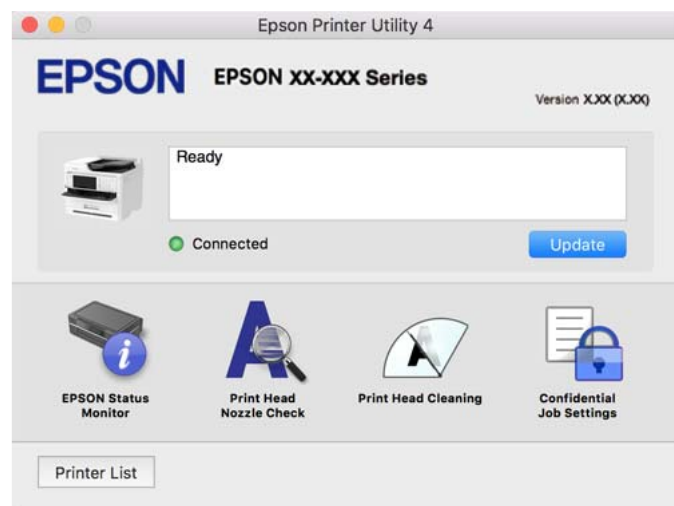 Epson Printer Utility 4
EPSON
EPSON XX-XXX Series
Version X.XX (X.XX)
Ready
Connected
Update
EPSON Status
Monitor
Print Head
Nozzle Check
Print Head Cleaning
Confidential
Job Settings
Printer List